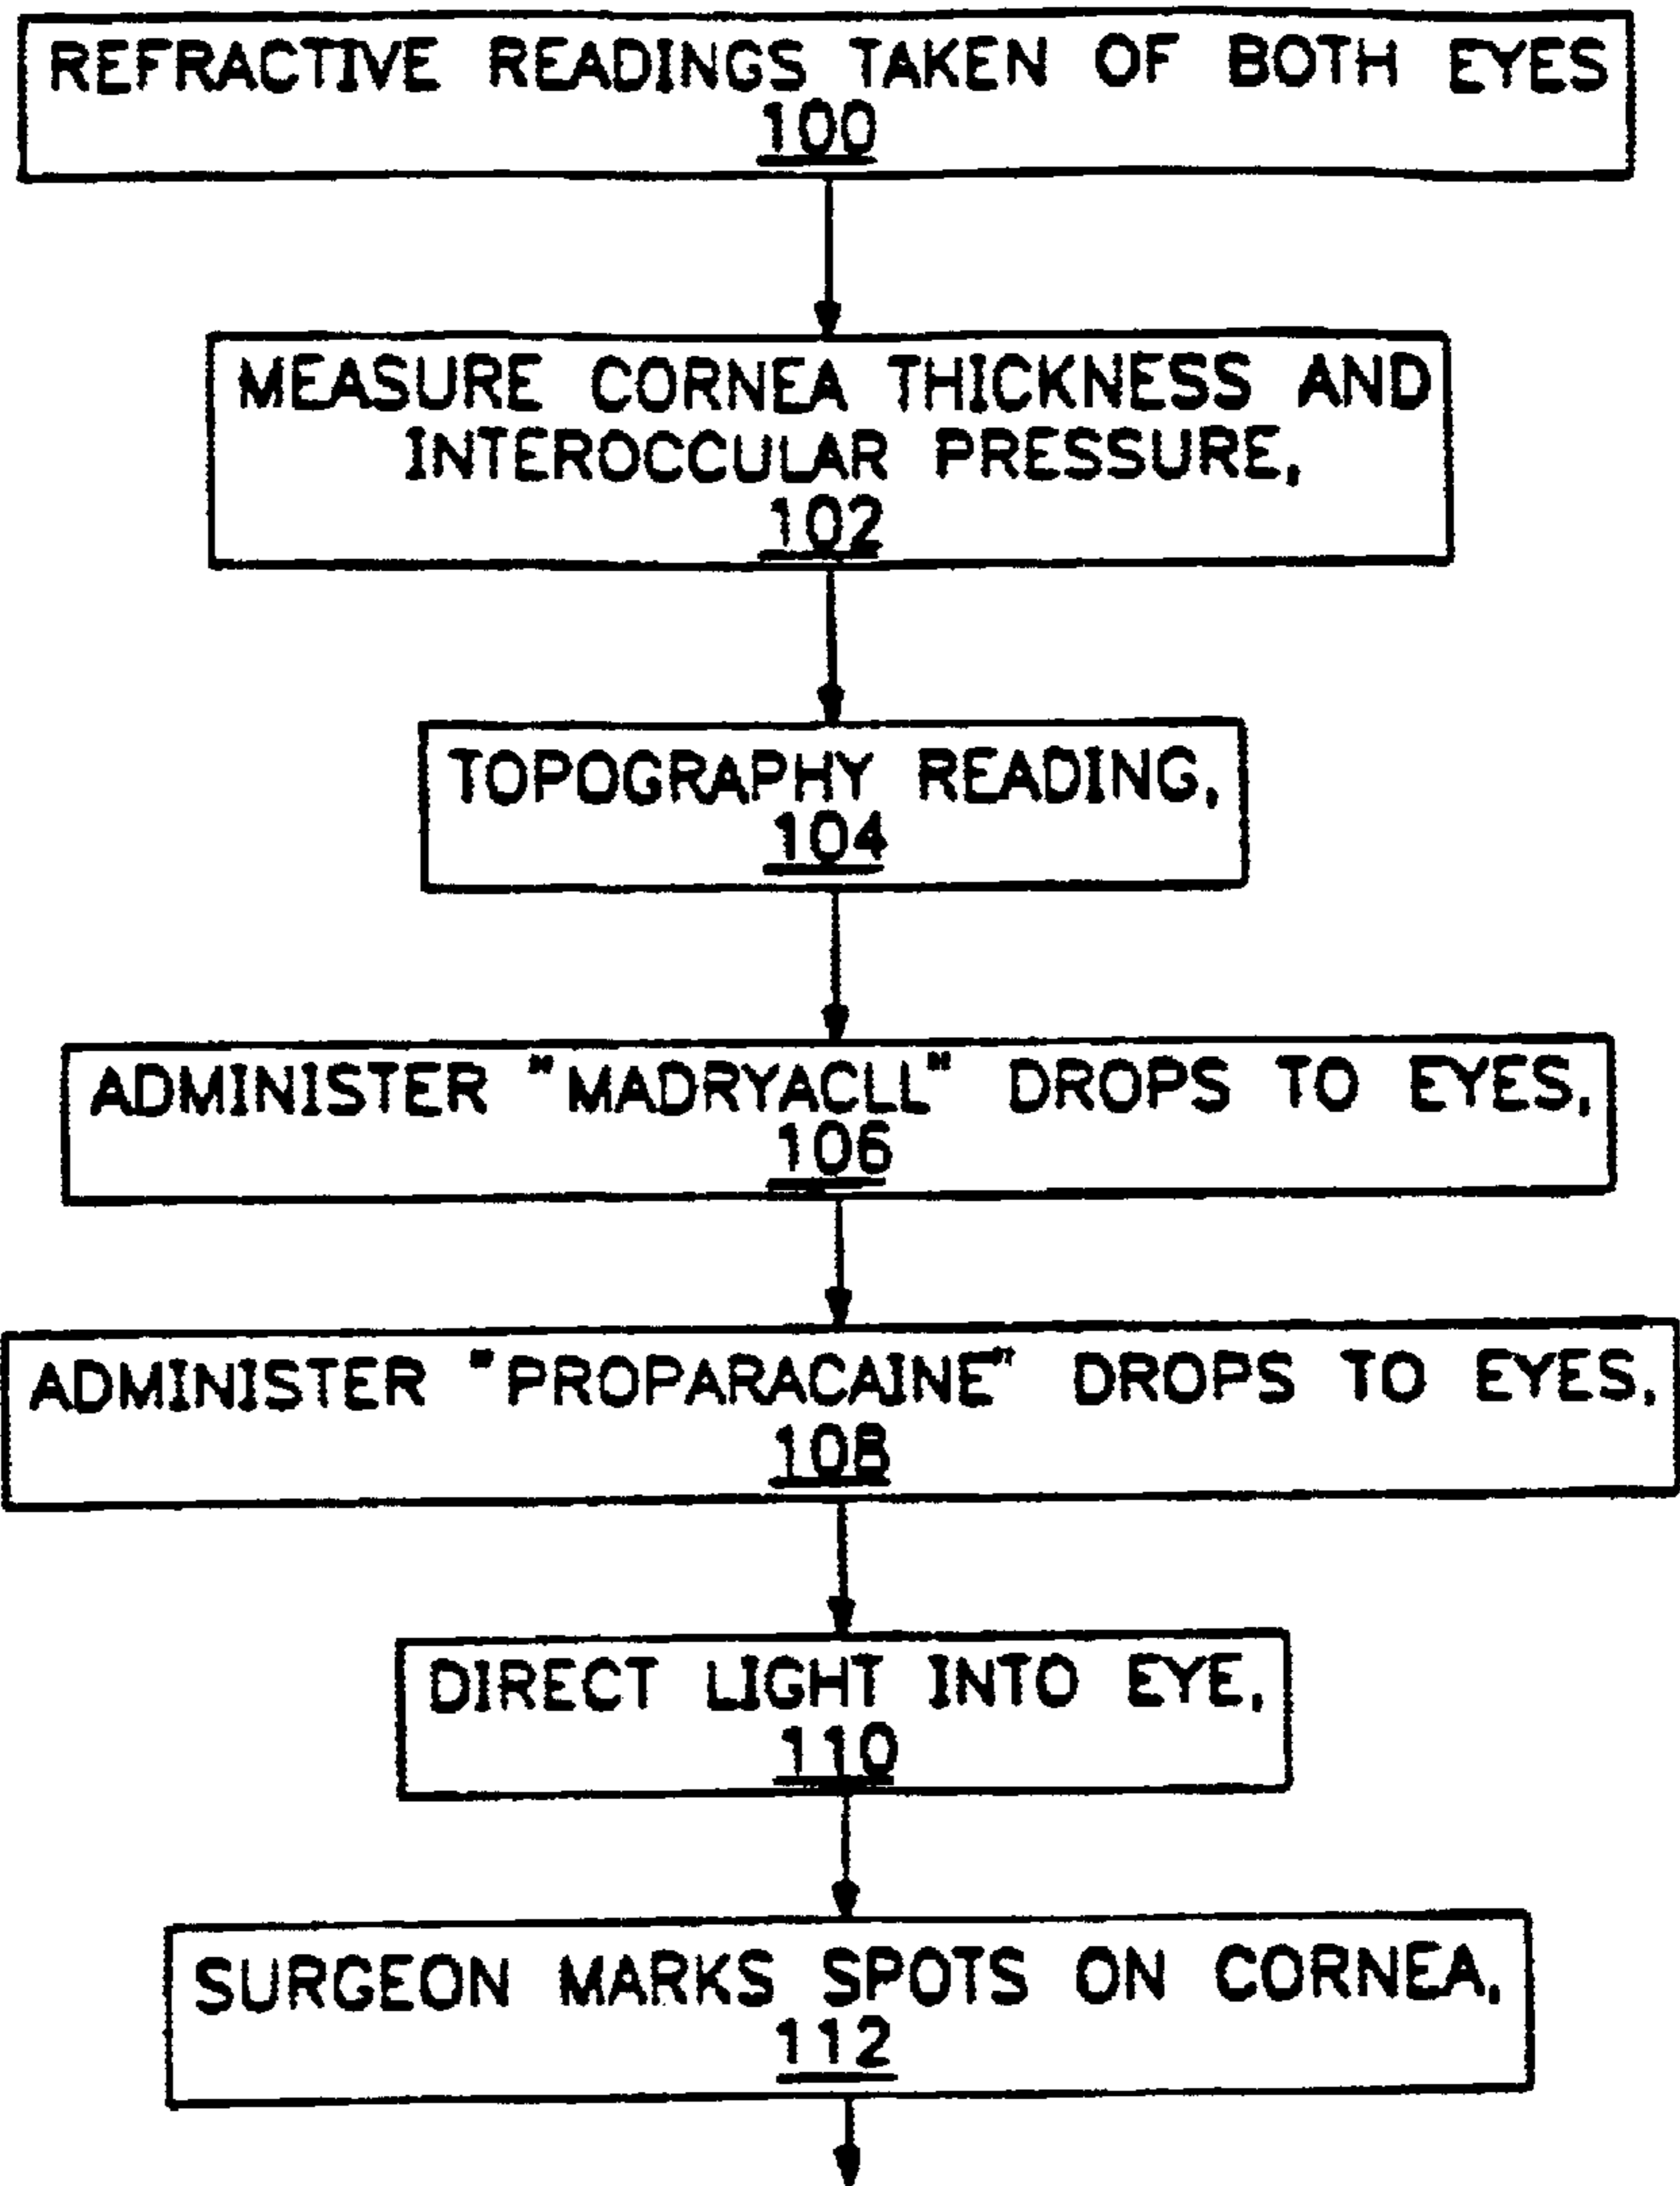 REFRACTIVE READINGS TAKEN OF BOTH EYES
100
MEASURE CORNEA THICKNESS AND
INTEROCCULAR PRESSURE,
102
TOPOGRAPHY READING,
104
ADMINISTER "MADRYACLL" DROPS TO EYES,
106
ADMINISTER "PROPARACAINE" DROPS TO EYES,
108
DIRECT LIGHT INTO EYE,
110
SURGEON MARKS SPOTS ON CORNEA,
112